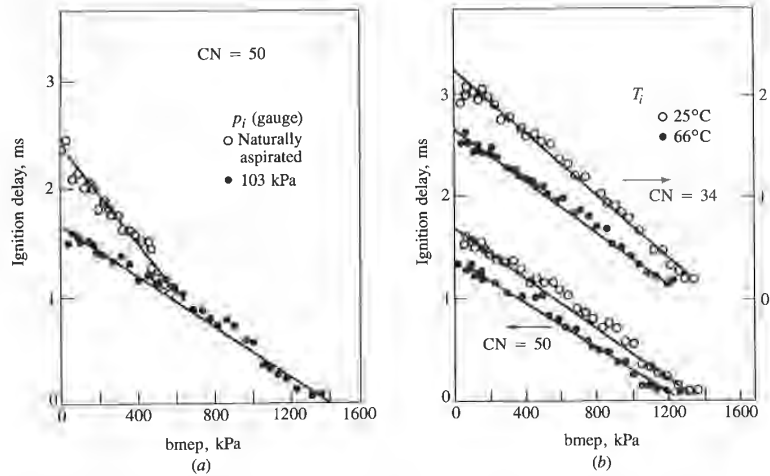 CN = 50
p_i (gauge)
○ Naturally
aspirated
● 103 kPa
3
2
1
0
Ignition delay, ms
0
400
800
1200
1600
bmep, kPa
(a)
T_i
○ 25°C
● 66°C
CN = 34
CN = 50
3
2
1
0
Ignition delay, ms
2
1
0
0
400
800
1200
1600
bmep, kPa
(b)